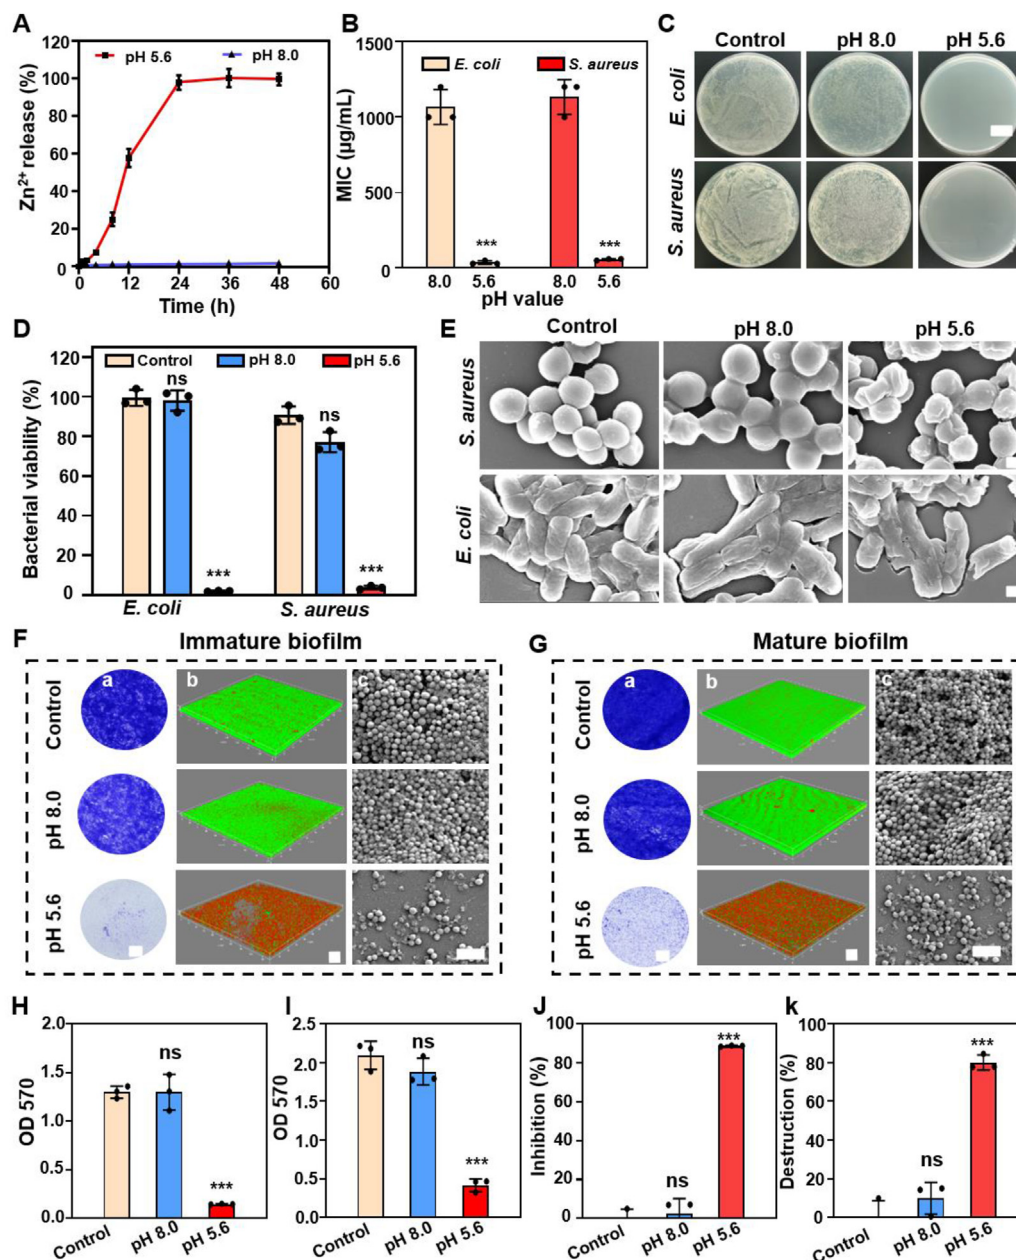 A
pH 5.6
pH 8.0
Zn2+ release (%)
120
100
80
60
40
20
0
0
12
24
36
48
60
Time (h)
B
E. coli
S. aureus
MIC (μg/mL)
1500
1000
500
0
***
***
8.0
5.6
8.0
5.6
pH value
C
Control
pH 8.0
pH 5.6
E. coli
S. aureus
D
Control
pH 8.0
pH 5.6
Bacterial viability (%)
120
100
80
60
40
20
0
ns
***
ns
***
E. coli
S. aureus
E
Control
pH 8.0
pH 5.6
S. aureus
E. coli
F
Immature biofilm
a
b
c
Control
pH 8.0
pH 5.6
G
Mature biofilm
a
b
c
Control
pH 8.0
pH 5.6
H
OD 570
2.0
1.5
1.0
0.5
0.0
ns
***
Control
pH 8.0
pH 5.6
I
OD 570
2.5
2.0
1.5
1.0
0.5
0.0
ns
***
Control
pH 8.0
pH 5.6
J
Inhibition (%)
100
80
60
40
20
0
ns
***
Control
pH 8.0
pH 5.6
k
Destruction (%)
100
80
60
40
20
0
ns
***
Control
pH 8.0
pH 5.6